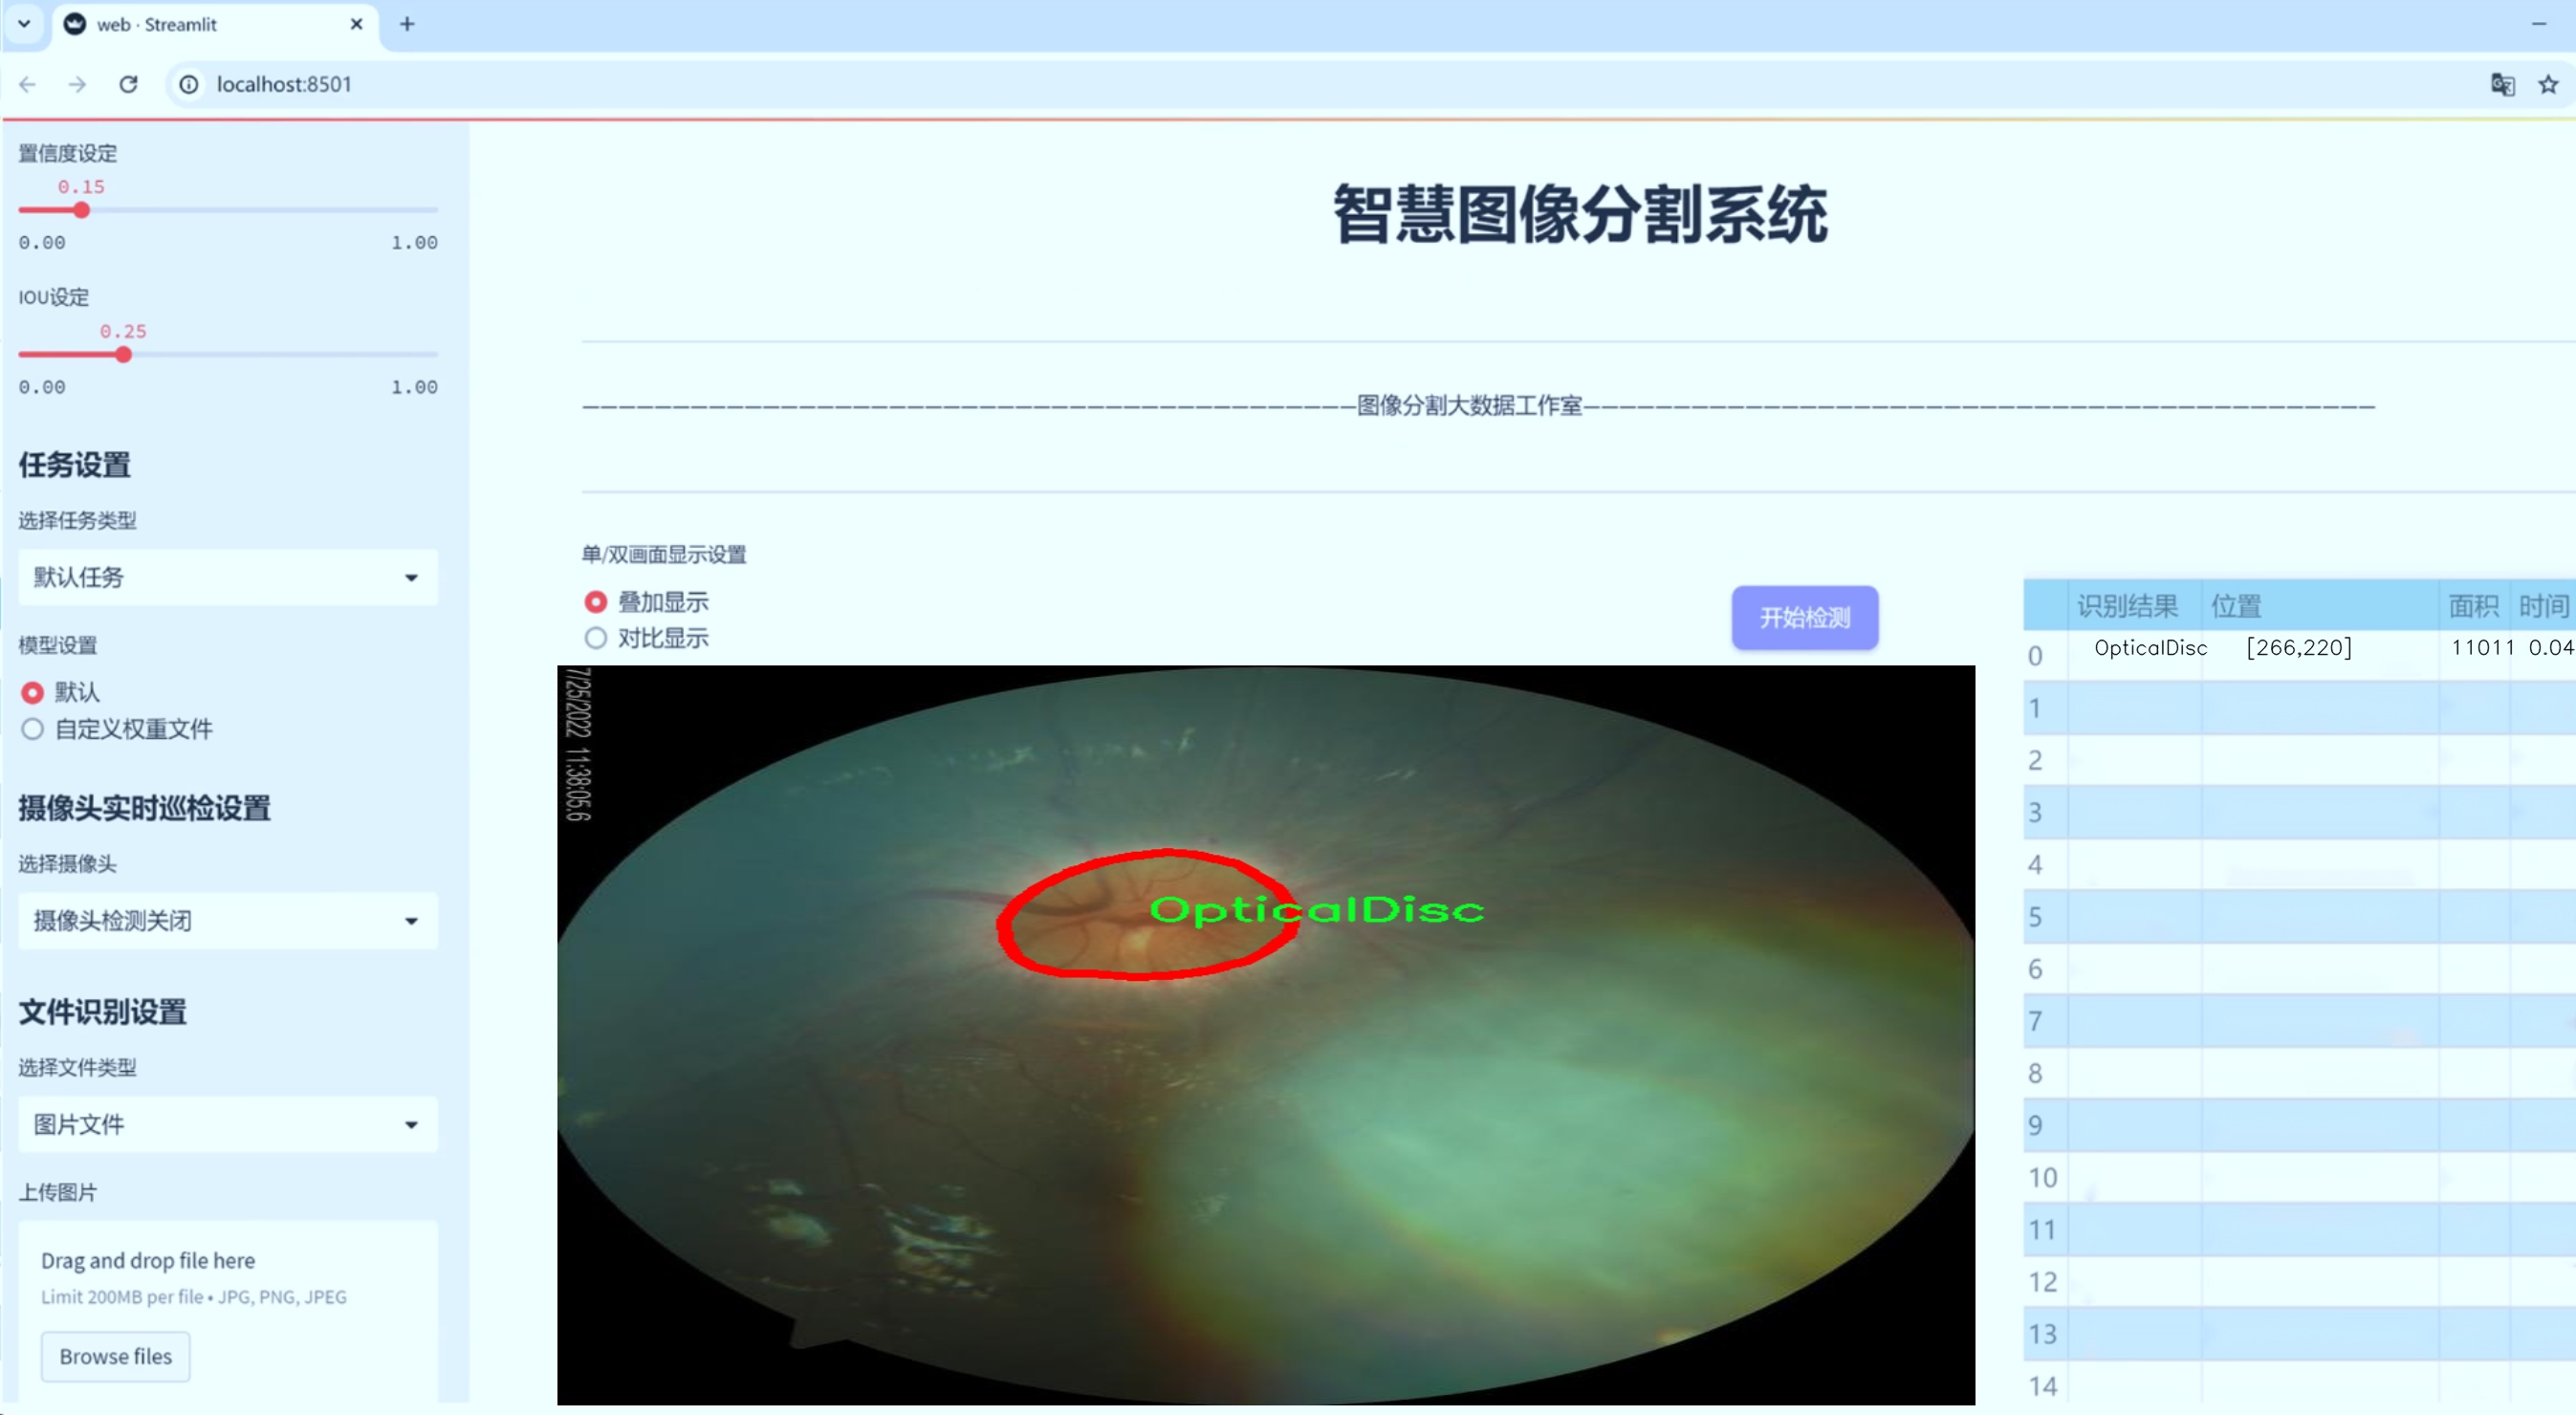 web · Streamlit
localhost:8501
置信度设定
0.15
0.00 1.00
IOU设定
0.25
0.00 1.00
任务设置
选择任务类型
默认任务
模型设置
默认
自定义权重文件
摄像头实时巡检设置
选择摄像头
摄像头检测关闭
文件识别设置
选择文件类型
图片文件
上传图片
Drag and drop file here
Limit 200MB per file • JPG, PNG, JPEG
Browse files
智慧图像分割系统
———————————————————————————————————————————图像分割大数据工作室————————————————————————————————————————————
单/双画面显示设置
叠加显示
对比显示
开始检测
7/25/2022 11:38:05.6
OpticalDisc
识别结果 位置 面积 时间
0 OpticalDisc [266,220] 11011 0.04
1
2
3
4
5
6
7
8
9
10
11
12
13
14